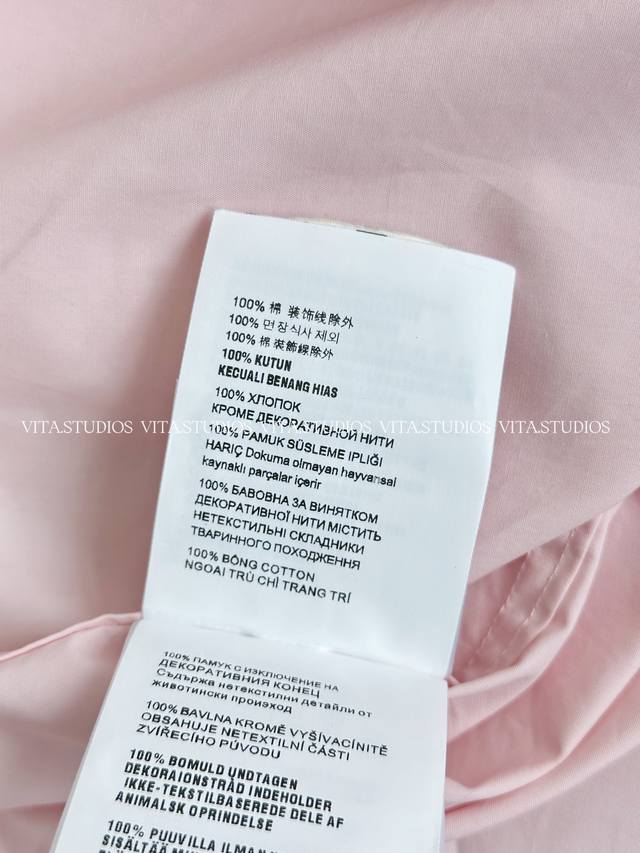 100% 棉 装饰线除外
100% 면 장식사 제외
100% 棉 裝飾線除外
100% KUTUN
KECUALI BENANG HIAS
100% ХЛОПОК
КРОМЕ ДЕКОРАТИВНОЙ НИТИ
VITA.STUDIOS VITA.STUDIOS VITA.STUDIOS VITA.STUDIOS VITA.STUDIOS
100% PAMUK SÜSLEME IPLIĞI
HARIÇ Dokuma olmayan hayvansal
kaynaklı parçalar içerir
100% БАВОВНА ЗА ВИНЯТКОМ
ДЕКОРАТИВНОЇ НИТИ МІСТИТЬ
НЕТЕКСТИЛЬНІ СКЛАДНИКИ
ТВАРИННОГО ПОХОДЖЕННЯ
100% BÔNG COTTON
NGOẠI TRỪ CHỈ TRANG TRÍ
100% ПАМУК С ИЗКЛЮЧЕНИЕ НА
ДЕКОРАТИВНИЯ КОНЕЦ
Съдържа нетекстилни детайли от
животински произход
100% BAVLNA KROMĚ VYŠÍVACÍNITĚ
OBSAHUJE NETEXTILNÍ ČÁSTI
ZVÍŘECÍHO PŮVODU
100% BOMULD UNDTAGEN
DEKORAIONSTRÅD INDEHOLDER
IKKE-TEKSTILBASEREDE DELE AF
ANIMALSK OPRINDELSE
100% PUUVILLA ILMAN
SISÄLTÄÄ